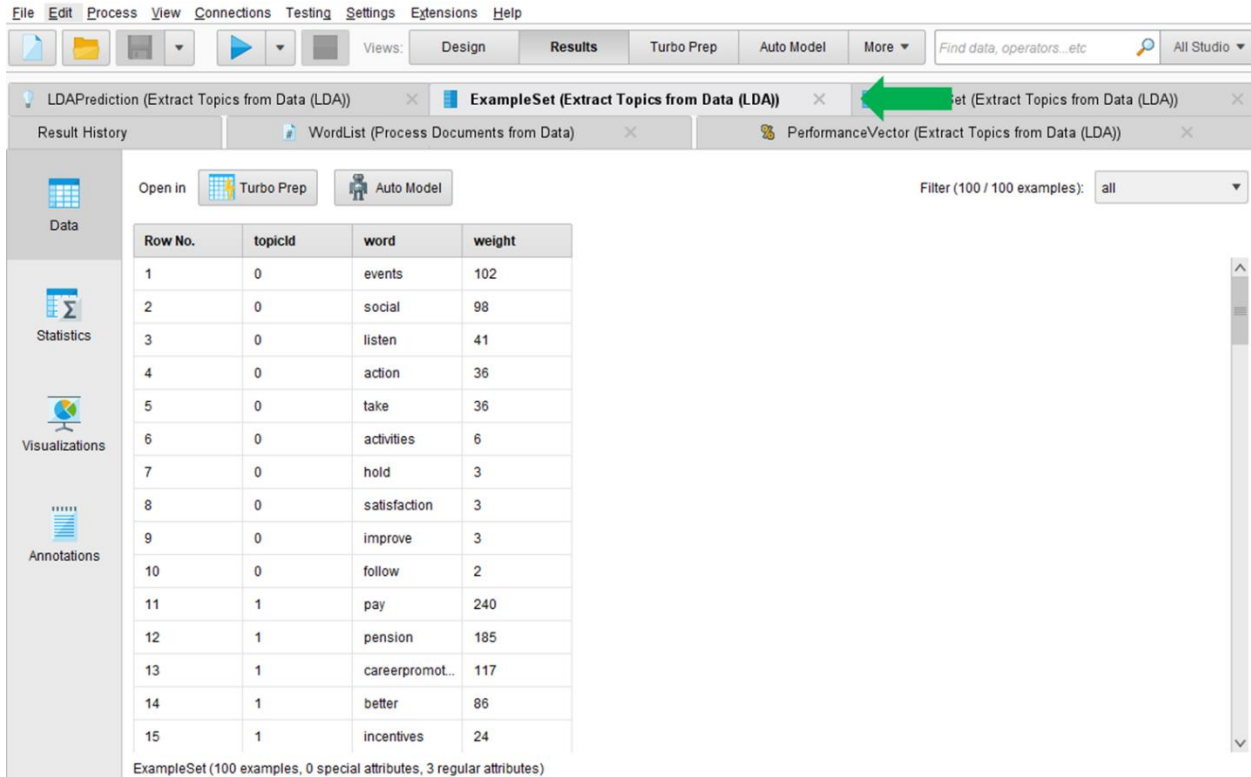 File Edit Process View Connections Testing Settings Extensions Help
Views: Design Results Turbo Prep Auto Model More Find data, operators...etc All Studio
LDAPrediction (Extract Topics from Data (LDA)) ExampleSet (Extract Topics from Data (LDA)) et (Extract Topics from Data (LDA))
Result History WordList (Process Documents from Data) PerformanceVector (Extract Topics from Data (LDA))
Open in Turbo Prep Auto Model Filter (100 / 100 examples): all
Data
Statistics
Visualizations
Annotations
Row No. topicId word weight
1 0 events 102
2 0 social 98
3 0 listen 41
4 0 action 36
5 0 take 36
6 0 activities 6
7 0 hold 3
8 0 satisfaction 3
9 0 improve 3
10 0 follow 2
11 1 pay 240
12 1 pension 185
13 1 careerpromot... 117
14 1 better 86
15 1 incentives 24
ExampleSet (100 examples, 0 special attributes, 3 regular attributes)